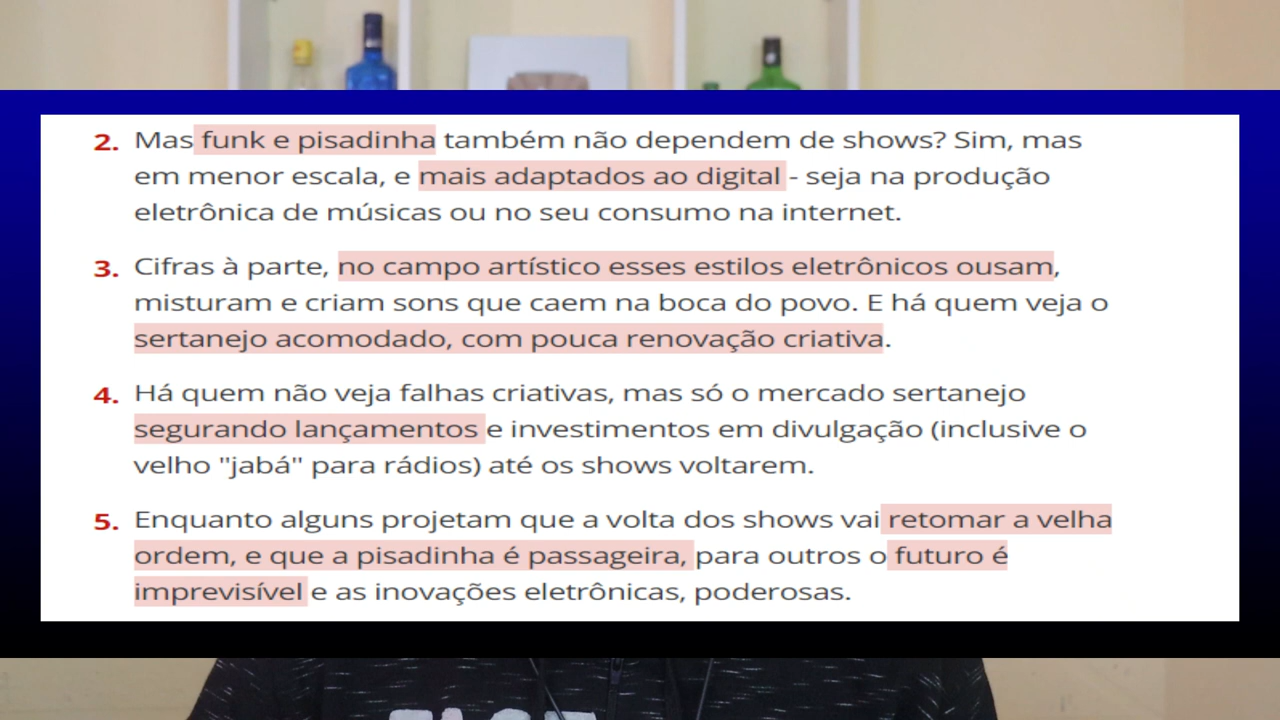 2. Mas funk e pisadinha também não dependem de shows? Sim, mas
em menor escala, e mais adaptados ao digital - seja na produção
eletrônica de músicas ou no seu consumo na internet.
3. Cifras à parte, no campo artístico esses estilos eletrônicos ousam,
misturam e criam sons que caem na boca do povo. E há quem veja o
sertanejo acomodado, com pouca renovação criativa.
4. Há quem não veja falhas criativas, mas só o mercado sertanejo
segurando lançamentos e investimentos em divulgação (inclusive o
velho "jabá" para rádios) até os shows voltarem.
5. Enquanto alguns projetam que a volta dos shows vai retomar a velha
ordem, e que a pisadinha é passageira, para outros o futuro é
imprevisível e as inovações eletrônicas, poderosas.